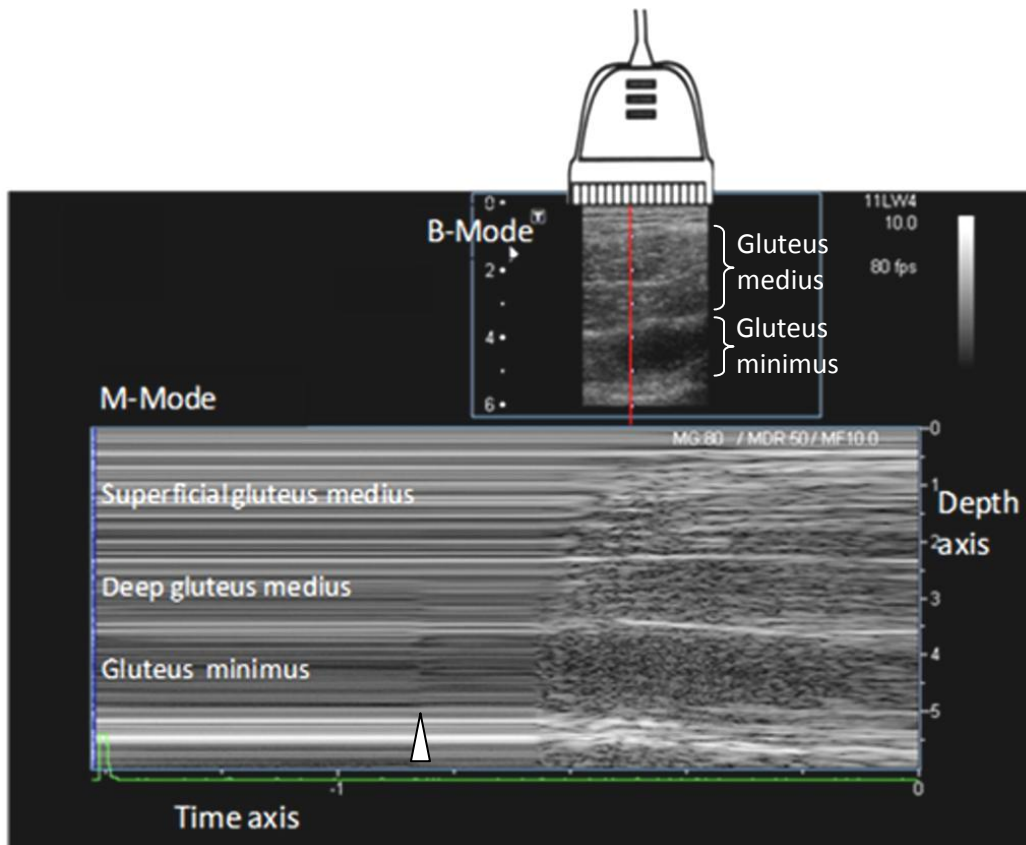 0
11LW4
B-Mode
T
10.0
Gluteus
medius
2
80 fps
4
Gluteus
minimus
6
M-Mode
MG:80 / MDR:50 / MF10.0
0
Superficial gluteus medius
1
Depth
axis
2
Deep gluteus medius
3
Gluteus minimus
4
5
-1
0
Time axis